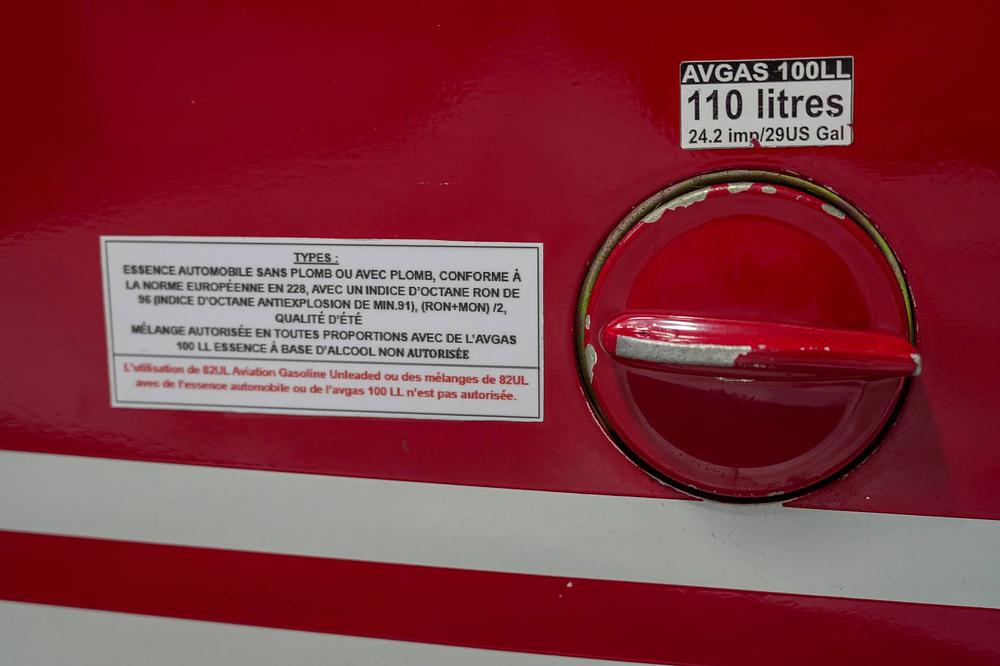 AVGAS 100LL
110 litres
24.2 imp/29US Gal
TYPES :
ESSENCE AUTOMOBILE SANS PLOMB OU AVEC PLOMB, CONFORME À
LA NORME EUROPÉENNE EN 228, AVEC UN INDICE D'OCTANE RON DE
96 (INDICE D'OCTANE ANTIEXPLOSION DE MIN.91), (RON+MON) /2,
QUALITÉ D'ÉTÉ
MÉLANGE AUTORISÉE EN TOUTES PROPORTIONS AVEC DE L'AVGAS
100 LL ESSENCE À BASE D'ALCOOL NON AUTORISÉE
L'utilisation de 82UL Aviation Gasoline Unleaded ou des mélanges de 82UL
avec de l'essence automobile ou de l'avgas 100 LL n'est pas autorisée.